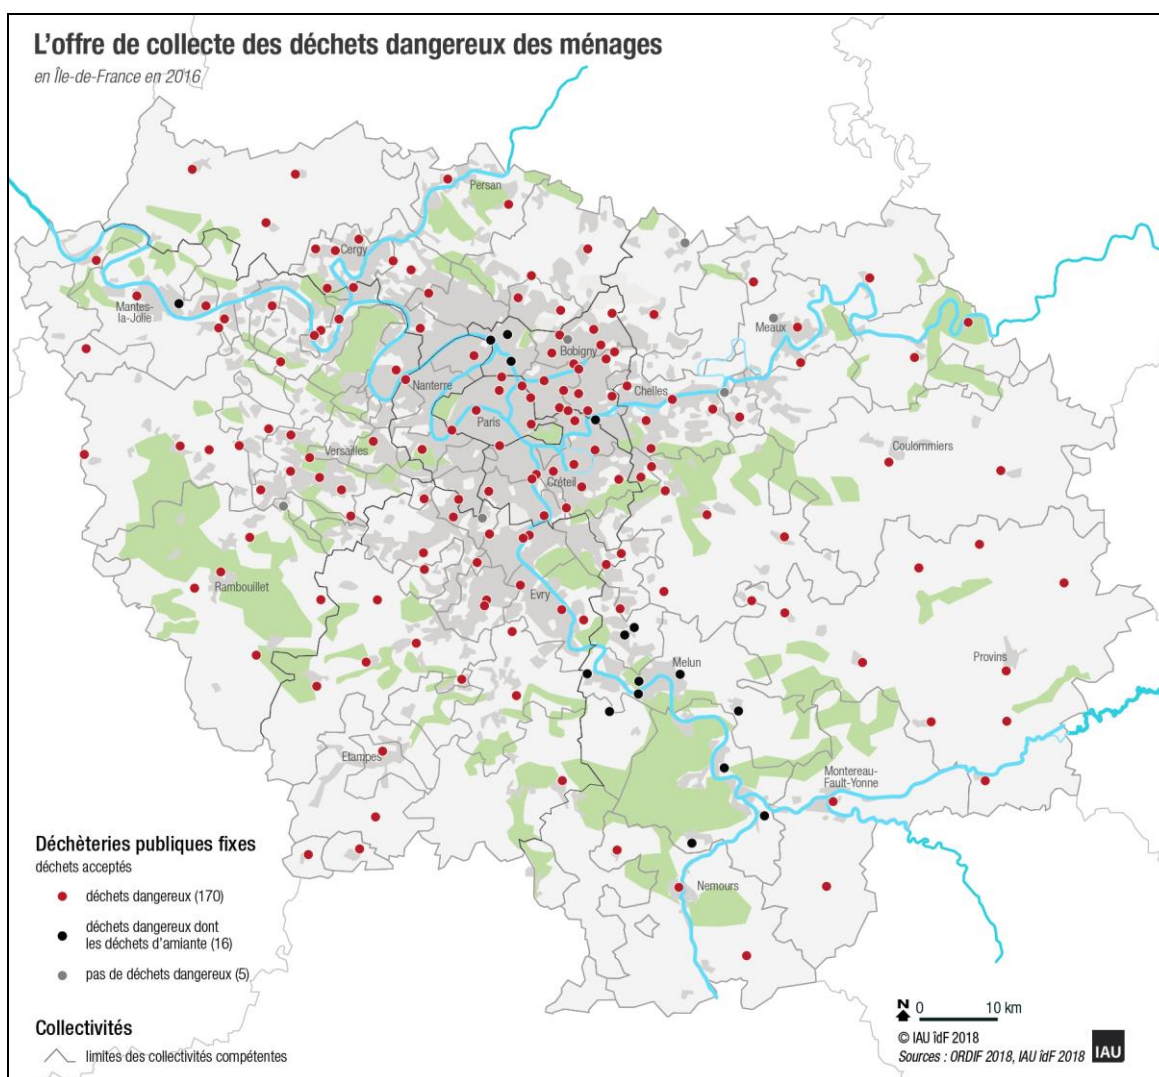 L'offre de collecte des déchets dangereux des ménages
en Île-de-France en 2016
Persan
Cergy
Mantes-
la-Jolie
Meaux
Bobigny
Nanterre
Chelles
Paris
Coulommiers
Versailles
Créteil
Rambouillet
Evry
Provins
Melun
Etampes
Montereau-
Fault-Yonne
Nemours
Déchèteries publiques fixes
déchets acceptés
déchets dangereux (170)
déchets dangereux dont
les déchets d'amiante (16)
pas de déchets dangereux (5)
Collectivités
limites des collectivités compétentes
N 0 10 km
© IAU îdF 2018
Sources : ORDIF 2018, IAU îdF 2018
IAU